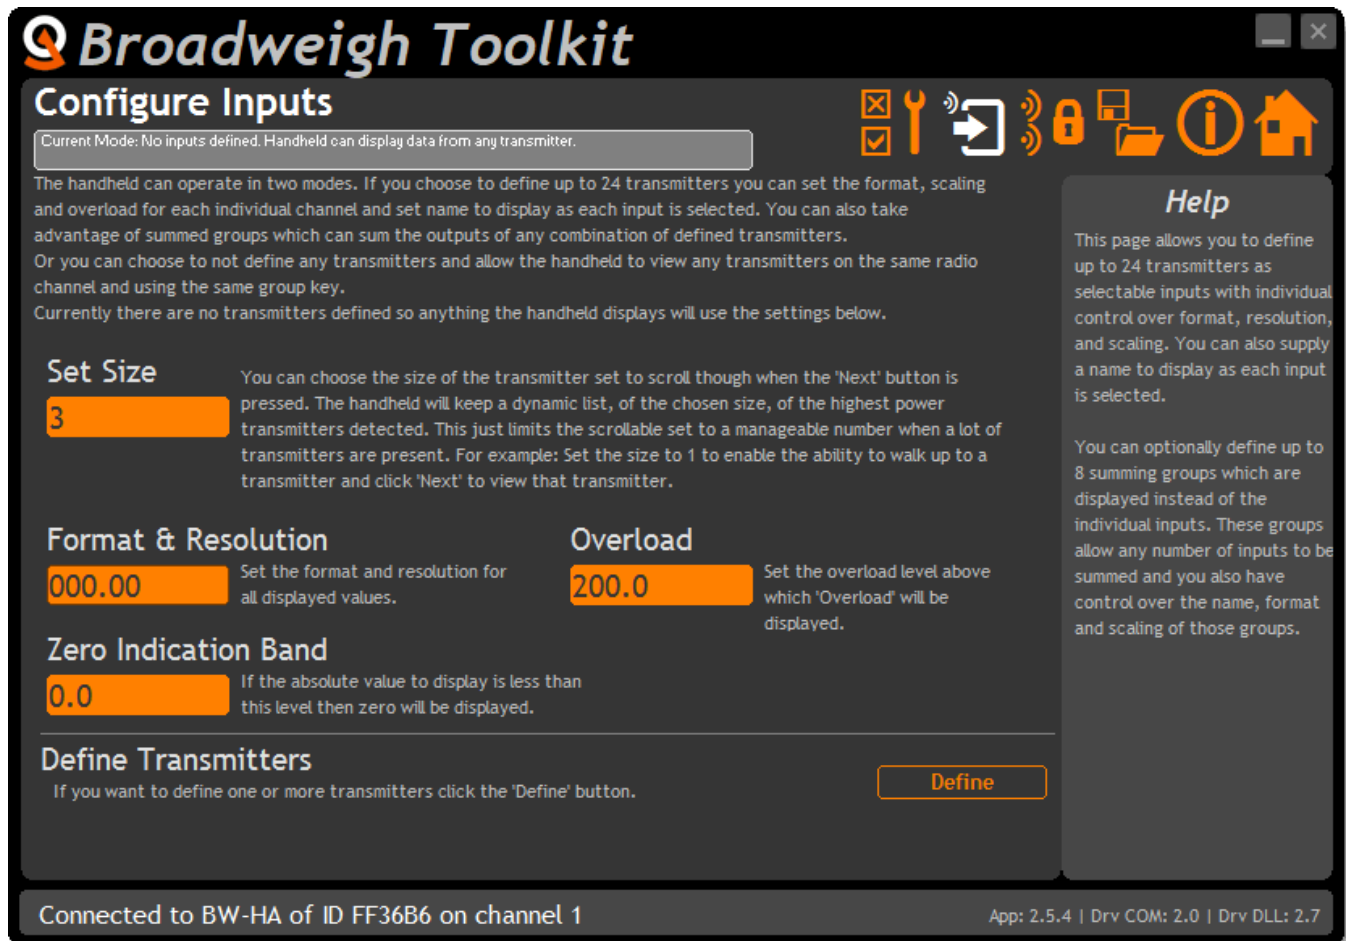 Broadweigh Toolkit
Configure Inputs
Current Mode: No inputs defined. Handheld can display data from any transmitter.
The handheld can operate in two modes. If you choose to define up to 24 transmitters you can set the format, scaling
and overload for each individual channel and set name to display as each input is selected. You can also take
advantage of summed groups which can sum the outputs of any combination of defined transmitters.
Or you can choose to not define any transmitters and allow the handheld to view any transmitters on the same radio
channel and using the same group key.
Currently there are no transmitters defined so anything the handheld displays will use the settings below.
Set Size
3
You can choose the size of the transmitter set to scroll though when the 'Next' button is
pressed. The handheld will keep a dynamic list, of the chosen size, of the highest power
transmitters detected. This just limits the scrollable set to a manageable number when a lot of
transmitters are present. For example: Set the size to 1 to enable the ability to walk up to a
transmitter and click 'Next' to view that transmitter.
Format & Resolution
000.00
Set the format and resolution for
all displayed values.
Overload
200.0
Set the overload level above
which 'Overload' will be
displayed.
Zero Indication Band
0.0
If the absolute value to display is less than
this level then zero will be displayed.
Define Transmitters
If you want to define one or more transmitters click the 'Define' button.
Define
Help
This page allows you to define
up to 24 transmitters as
selectable inputs with individual
control over format, resolution,
and scaling. You can also supply
a name to display as each input
is selected.
You can optionally define up to
8 summing groups which are
displayed instead of the
individual inputs. These groups
allow any number of inputs to be
summed and you also have
control over the name, format
and scaling of those groups.
Connected to BW-HA of ID FF36B6 on channel 1
App: 2.5.4 | Drv COM: 2.0 | Drv DLL: 2.7